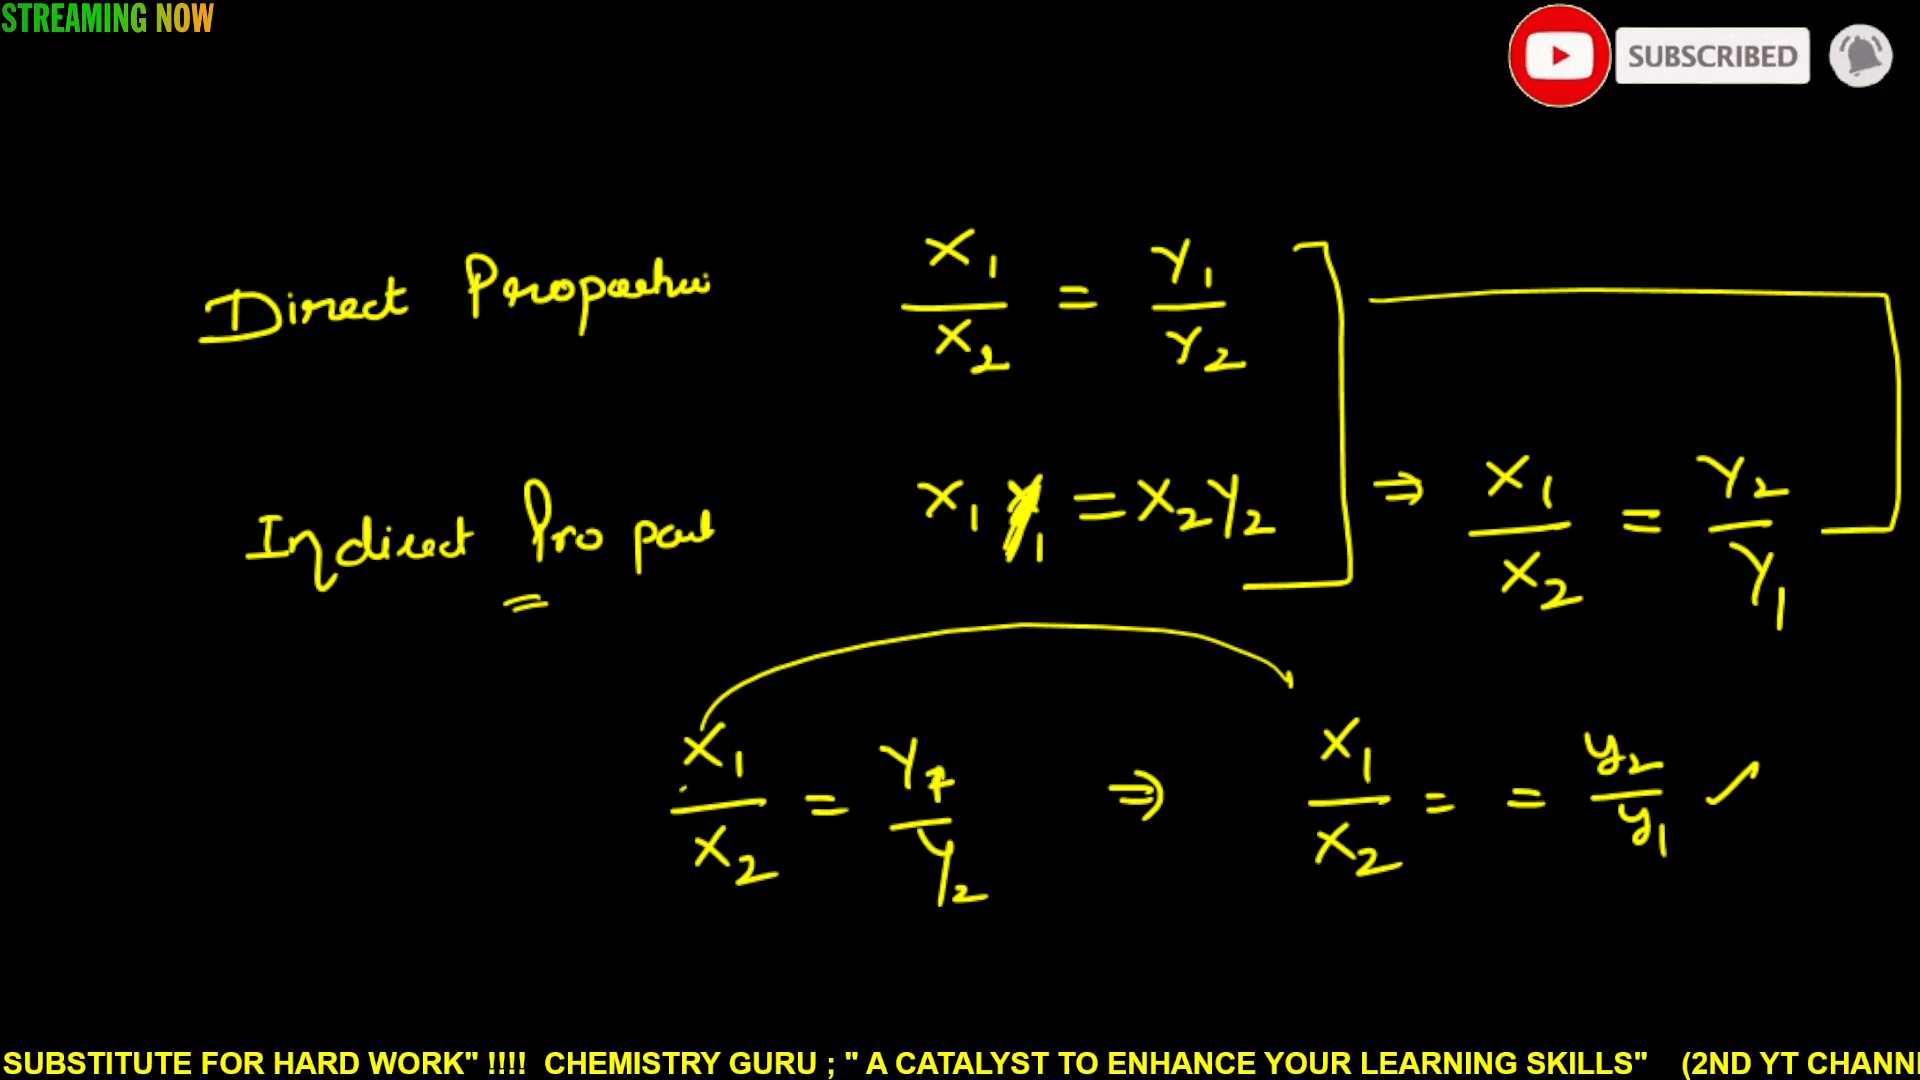 STREAMING NOW
SUBSCRIBED
Direct X₁/X₂ = Y₁/Y₂
Indirect Pro X₁ Y₁ = X₂Y₂ ⇒ X₁/X₂ = Y₂/Y₁
X₁/X₂ = Y₁/Y₂ ⇒ X₁/X₂ = = y₂/y₁
SUBSTITUTE FOR HARD WORK" !!!! CHEMISTRY GURU ; " A CATALYST TO ENHANCE YOUR LEARNING SKILLS" (2ND YT CHANN